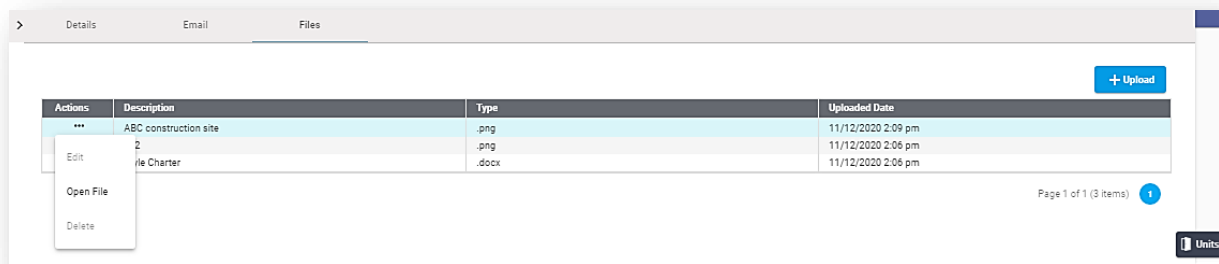 Details Email Files
+ Upload
Actions Description Type Uploaded Date
... ABC construction site .png 11/12/2020 2:09 pm
2 .png 11/12/2020 2:06 pm
Charter .docx 11/12/2020 2:06 pm
Edit
Open File
Delete
Page 1 of 1 (3 items) 1
Units